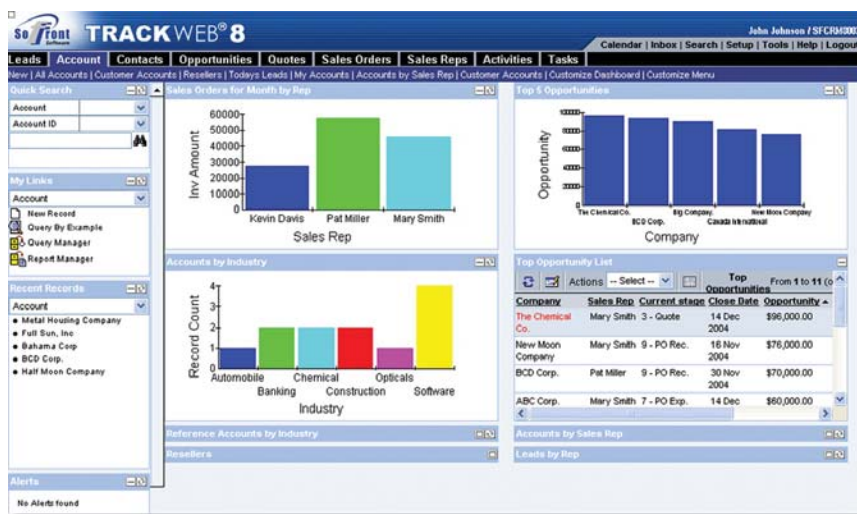 SofFront Software TRACKWEB® 8
John Johnson / SFCRM
Calendar | Inbox | Search | Setup | Tools | Help | Logout
Leads Account Contacts Opportunities Quotes Sales Orders Sales Reps Activities Tasks
New | All Accounts | Customer Accounts | Resellers | Todays Leads | My Accounts | Accounts by Sales Rep | Customer Accounts | Customize Dashboard | Customize Menu
Quick Search
Account
Account ID
My Links
Account
New Record
Query By Example
Query Manager
Report Manager
Recent Records
Account
Metal Housing Company
Full Sun, Inc
Bahama Corp
BCD Corp.
Half Moon Company
Alerts
No Alerts found
Sales Orders for Month by Rep
Inv Amount
60000
50000
40000
30000
20000
10000
0
Kevin Davis Pat Miller Mary Smith
Sales Rep
Top 5 Opportunities
Opportunity
100000
80000
60000
40000
20000
0
The Chemical Co. Big Company New Moon Company
BCD Corp. Canada International
Company
Accounts by Industry
Record Count
4
3
2
1
0
Automobile Chemical Opticals
Banking Construction Software
Industry
Top Opportunity List
Actions -- Select -- Top Opportunities From 1 to 11 (o
Company Sales Rep Current stage Close Date Opportunity
The Chemical Co. Mary Smith 3 - Quote 14 Dec 2004 $96,000.00
New Moon Company Mary Smith 9 - PO Rec. 16 Nov 2004 $76,000.00
BCD Corp. Pat Miller 9 - PO Rec. 30 Nov 2004 $70,000.00
ABC Corp. Mary Smith 7 - PO Exp. 14 Dec $60,000.00
Reference Accounts by Industry
Accounts by Sales Rep
Resellers
Leads by Rep